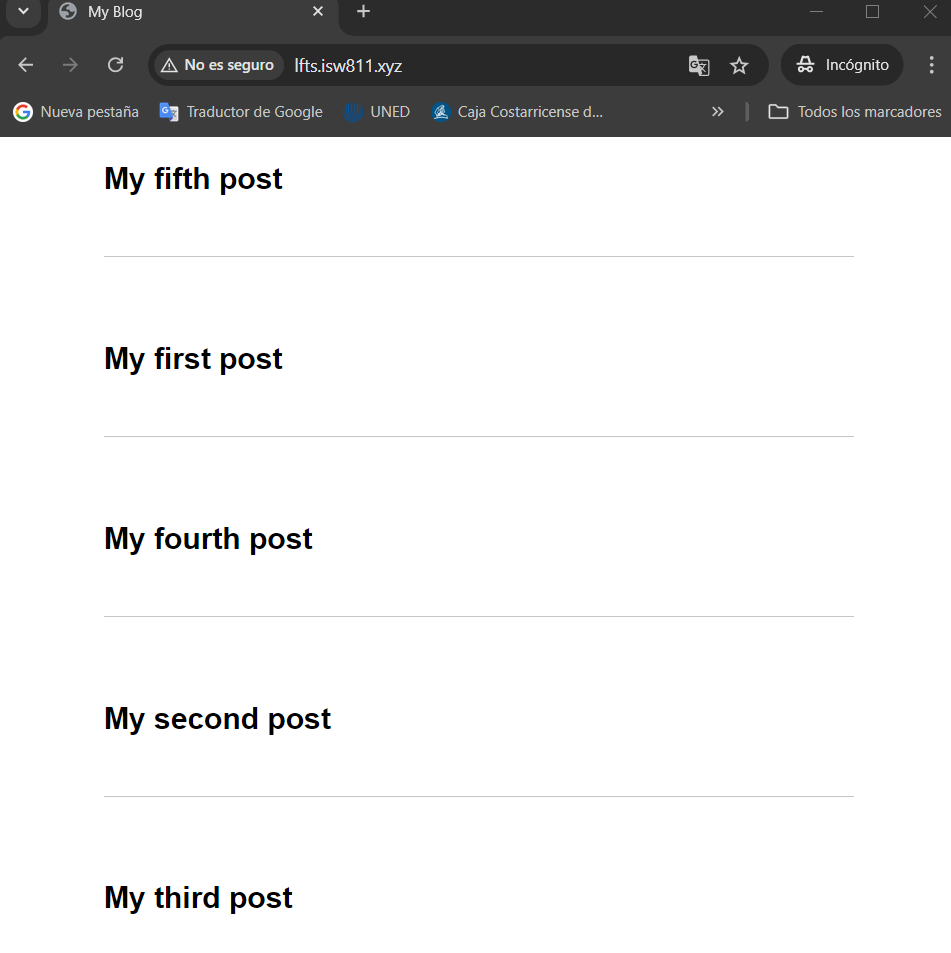 My Blog
No es seguro
lfts.isw811.xyz
Incógnito
Nueva pestaña
Traductor de Google
UNED
Caja Costarricense d...
Todos los marcadores
My fifth post
My first post
My fourth post
My second post
My third post